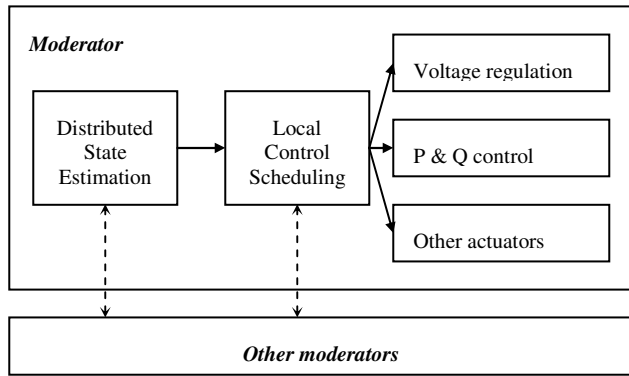 Moderator
Distributed
State
Estimation
Local
Control
Scheduling
Voltage regulation
P & Q control
Other actuators
Other moderators